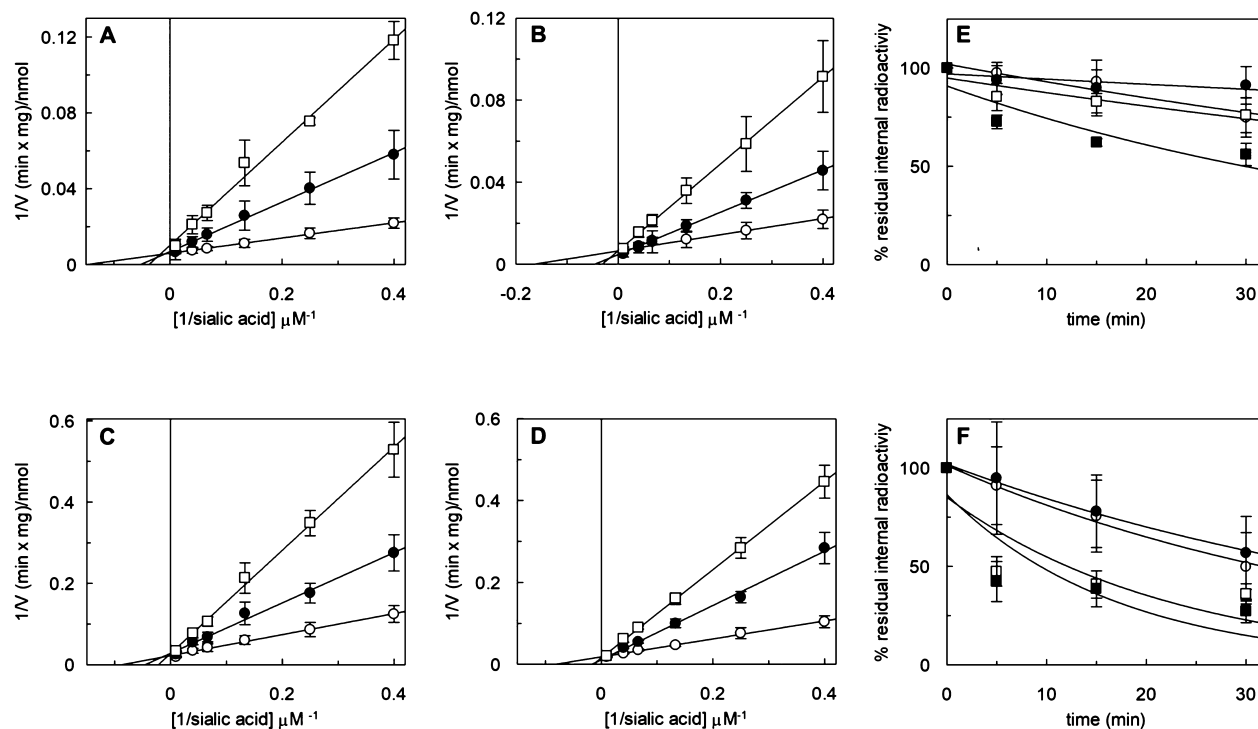 A
1/V (min x mg)/nmol
0.12
0.08
0.04
0
0
0.2
0.4
[1/sialic acid] μM⁻¹
B
1/V (min x mg)/nmol
0.12
0.08
0.04
0
-0.2
0
0.2
0.4
[1/sialic acid] μM⁻¹
E
% residual internal radioactiviy
100
50
0
0
10
20
30
time (min)
C
1/V (min x mg)/nmol
0.6
0.4
0.2
0
0
0.2
0.4
[1/sialic acid] μM⁻¹
D
1/V (min x mg)/nmol
0.6
0.4
0.2
0
0
0.2
0.4
[1/sialic acid] μM⁻¹
F
% residual internal radioactiviy
100
50
0
0
10
20
30
time (min)